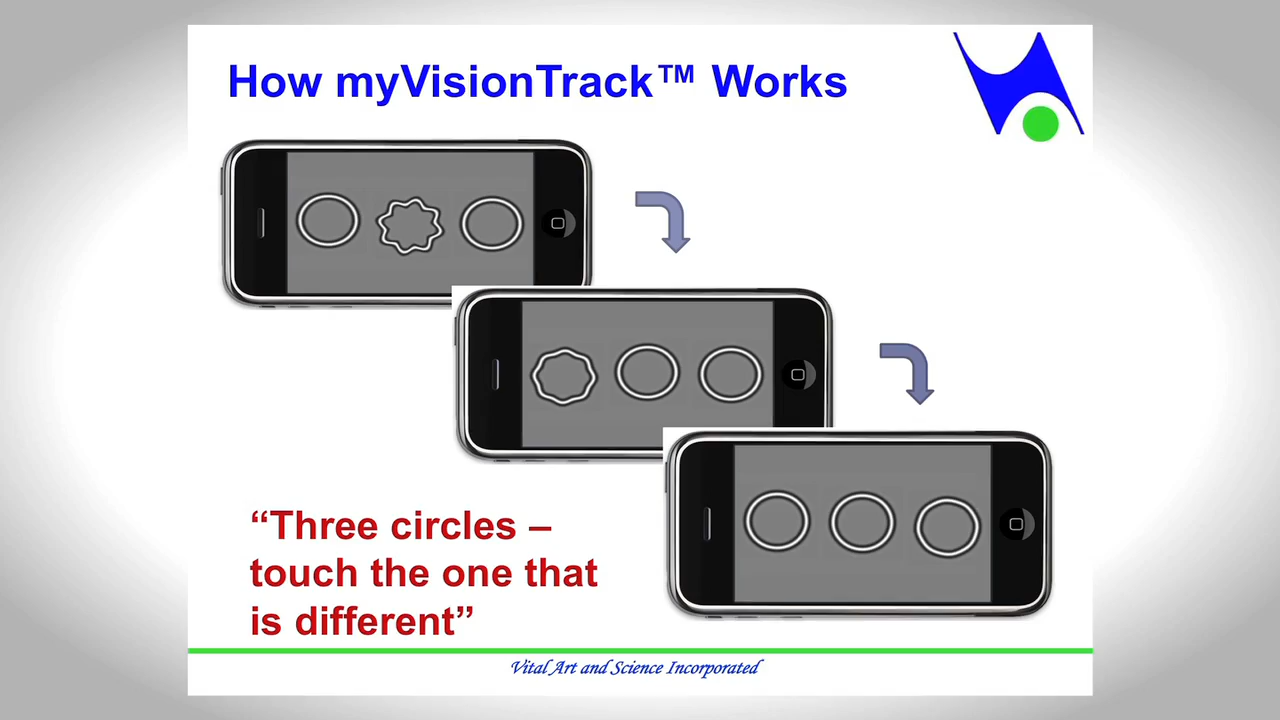 How myVisionTrack™ Works
“Three circles –
touch the one that
is different”
Vital Art and Science Incorporated